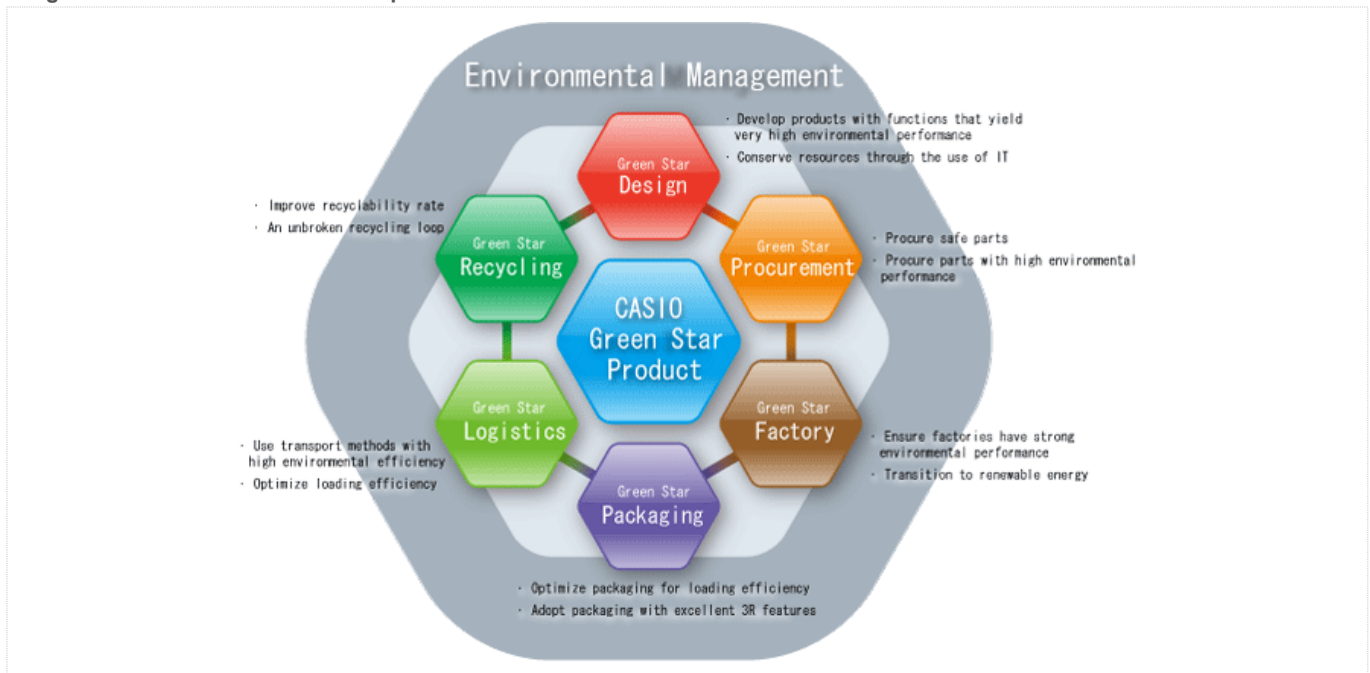 Environmental Management
Green Star
Design
· Develop products with functions that yield
very high environmental performance
· Conserve resources through the use of IT
Green Star
Procurement
· Procure safe parts
· Procure parts with high environmental
performance
Green Star
Factory
· Ensure factories have strong
environmental performance
· Transition to renewable energy
Green Star
Packaging
· Optimize packaging for loading efficiency
· Adopt packaging with excellent 3R features
Green Star
Logistics
· Use transport methods with
high environmental efficiency
· Optimize loading efficiency
Green Star
Recycling
· Improve recyclability rate
· An unbroken recycling loop
CASIO
Green Star
Product